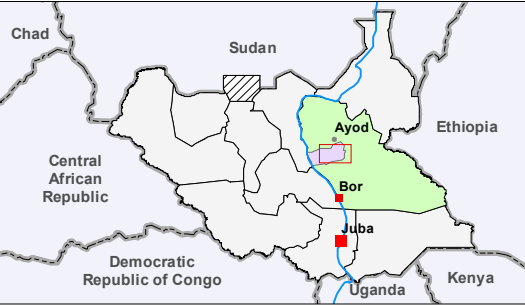 Chad
Sudan
Ayod
Ethiopia
Central
African
Republic
Bor
Juba
Democratic
Republic of Congo
Kenya
Uganda